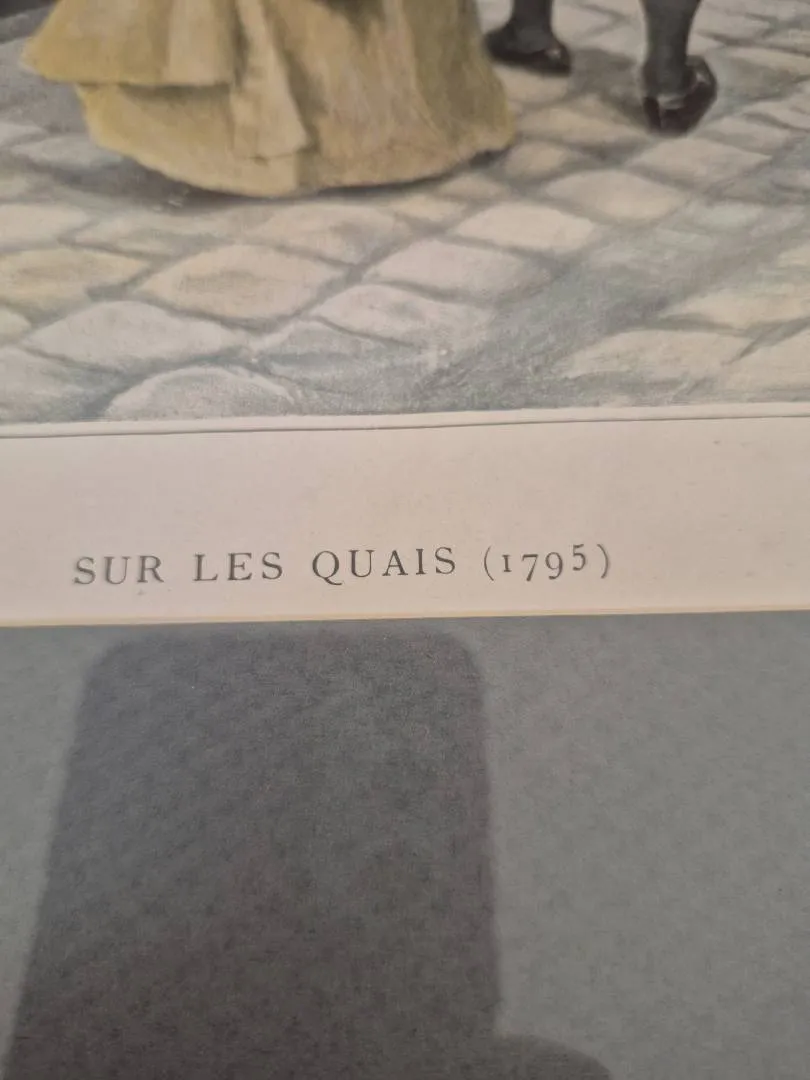 SUR LES QUAIS (1795)